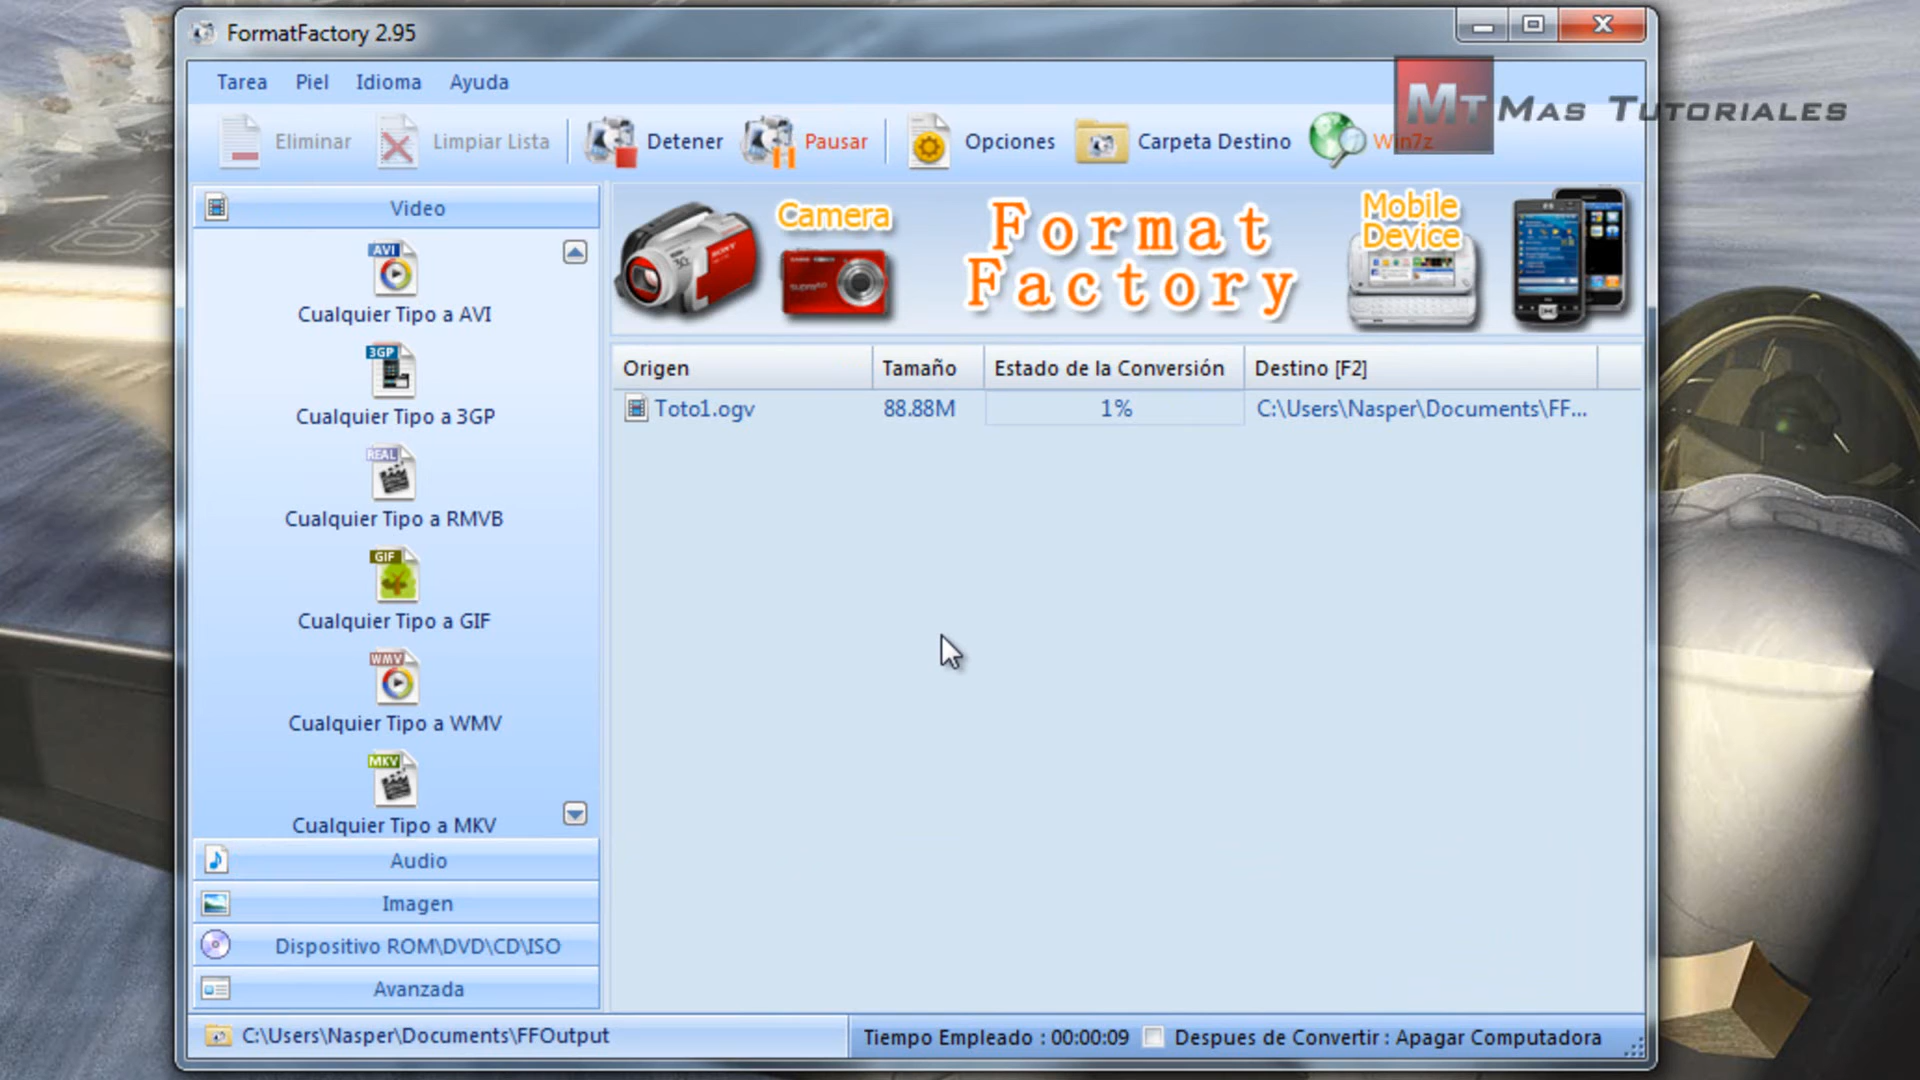 FormatFactory 2.95
Tarea Piel Idioma Ayuda
MT Mas Tutoriales
Eliminar Limpiar Lista Detener Pausar Opciones Carpeta Destino Win7z
Video
AVI
Cualquier Tipo a AVI
3GP
Cualquier Tipo a 3GP
REAL
Cualquier Tipo a RMVB
GIF
Cualquier Tipo a GIF
WMV
Cualquier Tipo a WMV
MKV
Cualquier Tipo a MKV
Audio
Imagen
Dispositivo ROM\DVD\CD\ISO
Avanzada
Camera
SONY
Format
Factory
Mobile
Device
Origen Tamaño Estado de la Conversión Destino [F2]
Toto1.ogv 88.88M 1% C:\Users\Nasper\Documents\FF...
C:\Users\Nasper\Documents\FFOutput
Tiempo Empleado : 00:00:09 Despues de Convertir : Apagar Computadora